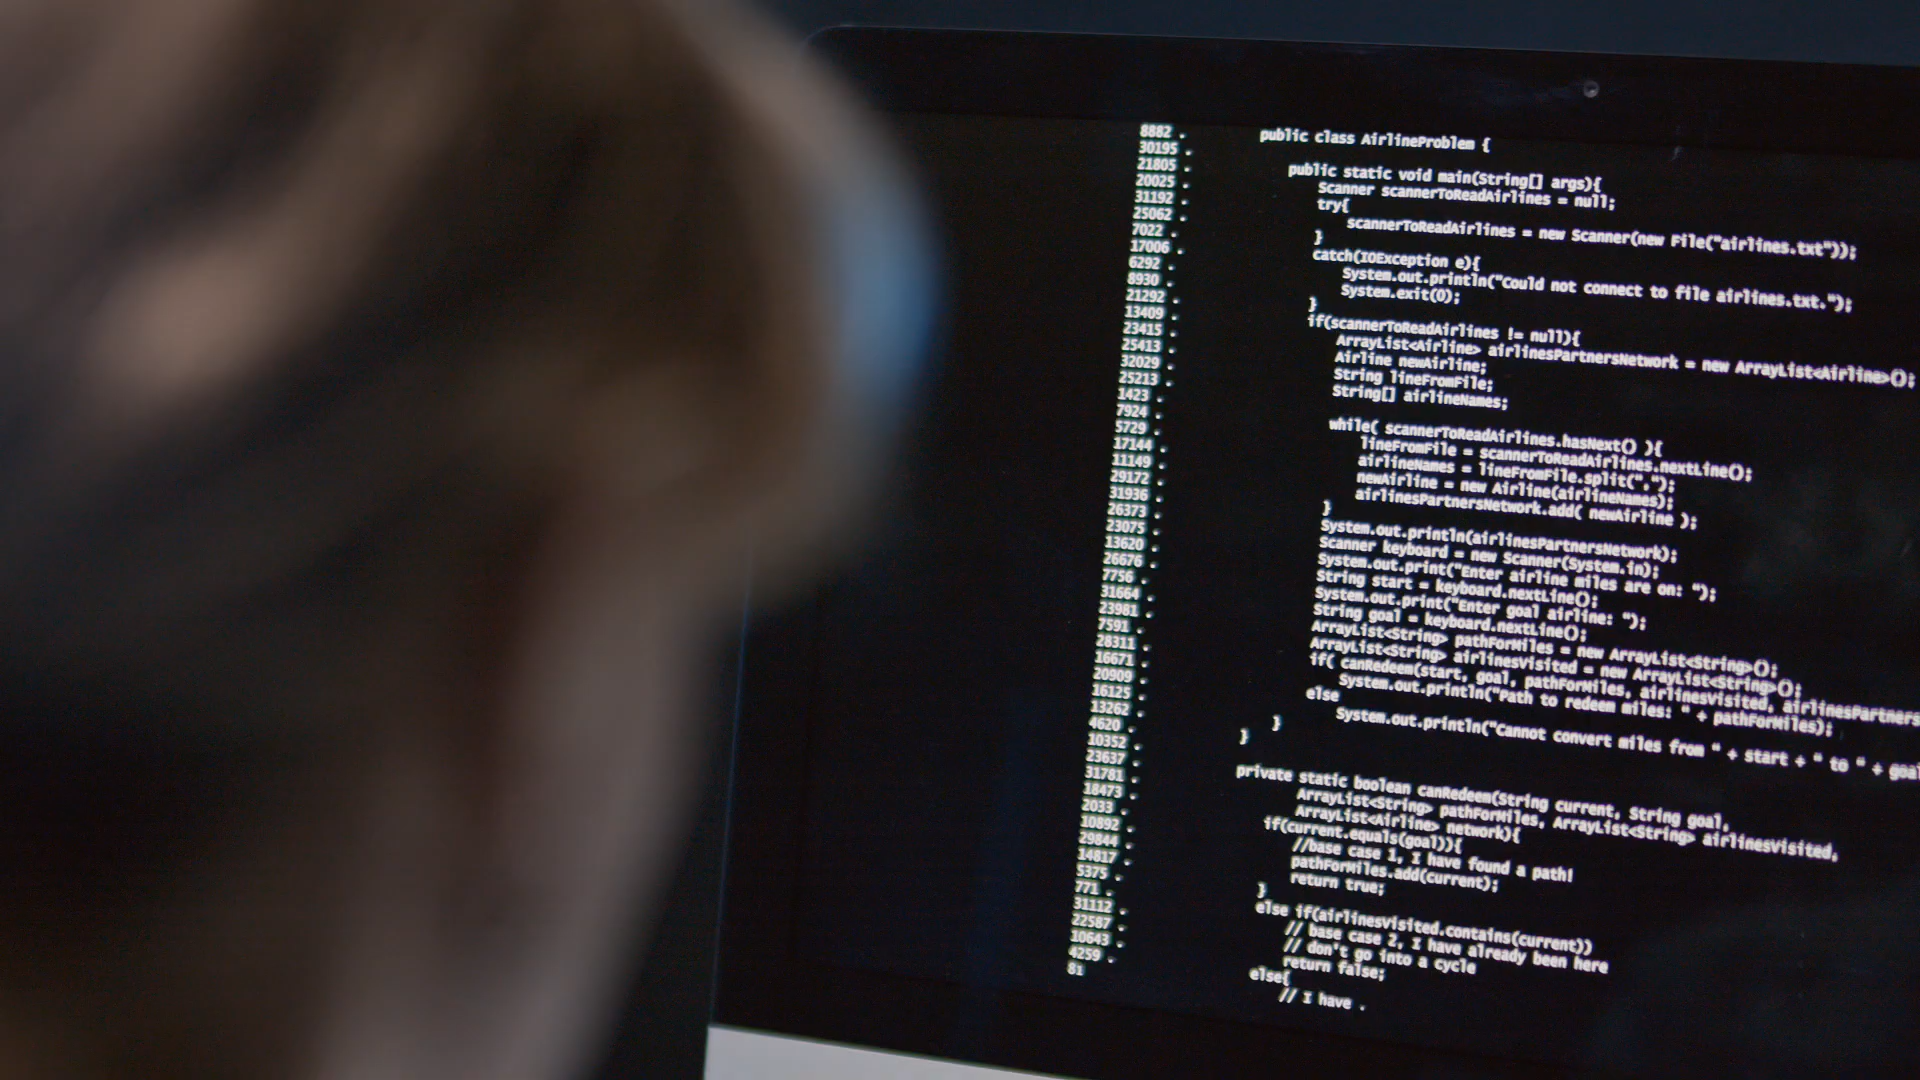 8882 . public class AirlineProblem {
30195 .
21805 . public static void main(String[] args){
20025 . Scanner scannerToReadAirlines = null;
31192 . try{
25062 . scannerToReadAirlines = new Scanner(new File("airlines.txt"));
7022 . }
17006 . catch(IOException e){
6292 . System.out.println("Could not connect to file airlines.txt.");
8930 . System.exit(0);
21292 . }
13409 . if(scannerToReadAirlines != null){
23415 . ArrayList<Airline> airlinesPartnersNetwork = new ArrayList<Airline>();
25413 . Airline newAirline;
32029 . String lineFromFile;
25213 . String[] airlineNames;
1423 .
7924 . while( scannerToReadAirlines.hasNext() ){
5729 . lineFromFile = scannerToReadAirlines.nextLine();
17144 . airlineNames = lineFromFile.split(",");
11149 . newAirline = new Airline(airlineNames);
29172 . airlinesPartnersNetwork.add( newAirline );
31936 . }
26373 . System.out.println(airlinesPartnersNetwork);
23075 . Scanner keyboard = new Scanner(System.in);
13620 . System.out.print("Enter airline miles are on: ");
26676 . String start = keyboard.nextLine();
7756 . System.out.print("Enter goal airline: ");
31664 . String goal = keyboard.nextLine();
23981 . ArrayList<String> pathForMiles = new ArrayList<String>();
7591 . ArrayList<String> airlinesVisited = new ArrayList<String>();
28311 . if( canRedeem(start, goal, pathForMiles, airlinesVisited, airlinesPartners
16671 . System.out.println("Path to redeem miles: " + pathForMiles);
20909 . else
16125 . System.out.println("Cannot convert miles from " + start + " to " + goal
13262 . }
4620 . }
10352 .
23637 . private static boolean canRedeem(String current, String goal,
31781 . ArrayList<String> pathForMiles, ArrayList<String> airlinesVisited,
18473 . ArrayList<Airline> network){
2033 . if(current.equals(goal)){
10892 . //base case 1, I have found a path!
29844 . pathForMiles.add(current);
14817 . return true;
5375 . }
771 . else if(airlinesVisited.contains(current))
31112 . // base case 2, I have already been here
22587 . // don't go into a cycle
10643 . return false;
4259 . else{
81 // I have .